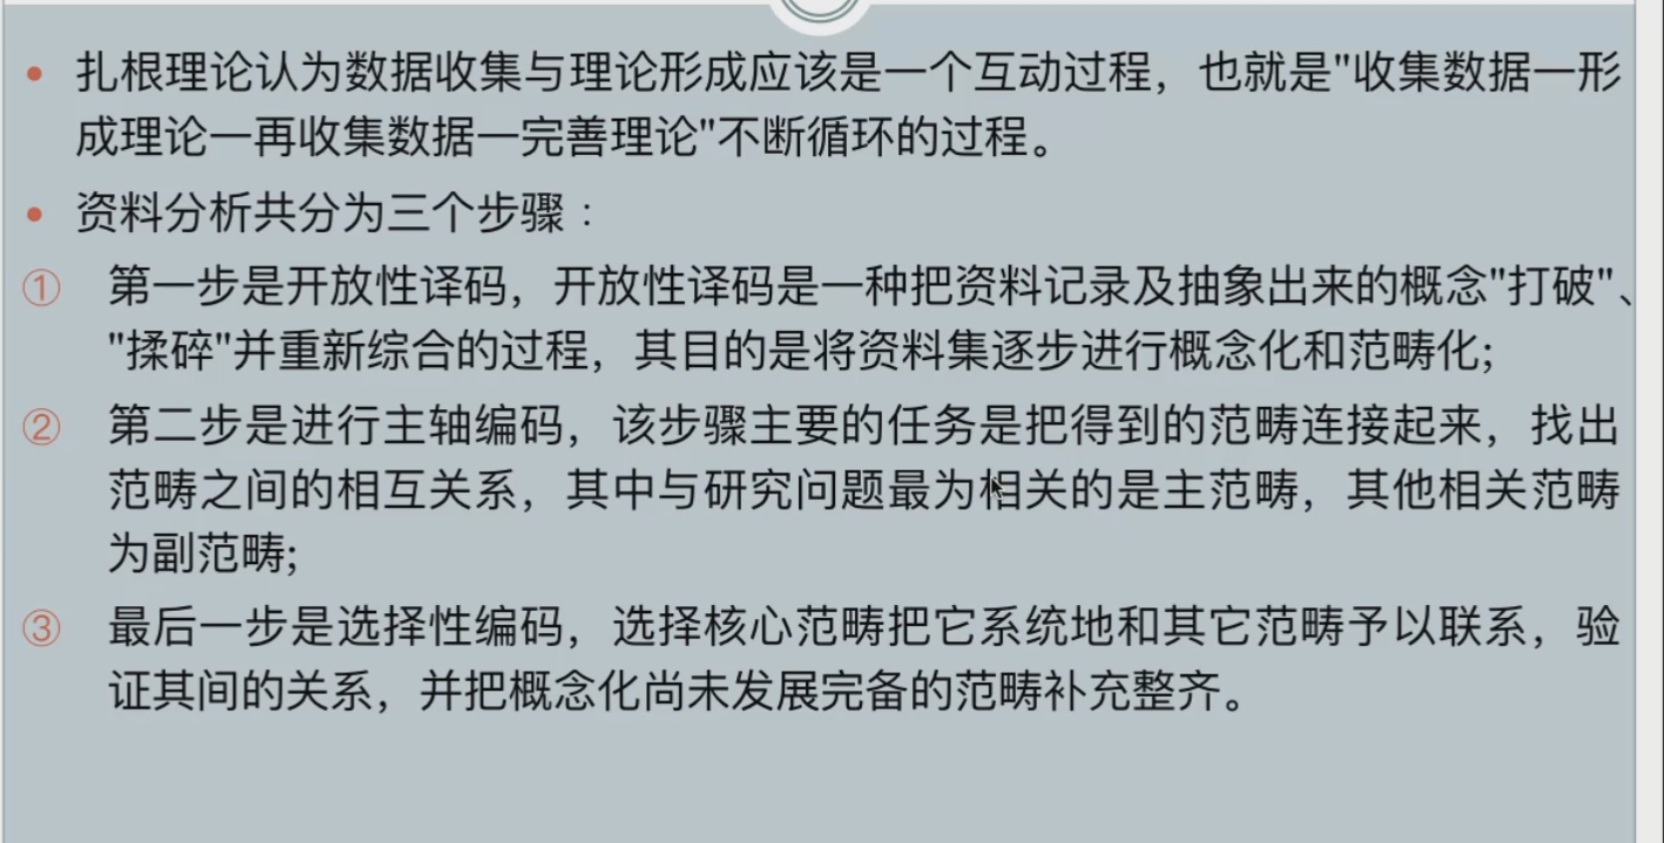 • 扎根理论认为数据收集与理论形成应该是一个互动过程，也就是"收集数据一形
成理论一再收集数据一完善理论"不断循环的过程。
• 资料分析共分为三个步骤：
① 第一步是开放性译码，开放性译码是一种把资料记录及抽象出来的概念"打破"、
"揉碎"并重新综合的过程，其目的是将资料集逐步进行概念化和范畴化;
② 第二步是进行主轴编码，该步骤主要的任务是把得到的范畴连接起来，找出
范畴之间的相互关系，其中与研究问题最为相关的是主范畴，其他相关范畴
为副范畴;
③ 最后一步是选择性编码，选择核心范畴把它系统地和其它范畴予以联系，验
证其间的关系，并把概念化尚未发展完备的范畴补充整齐。